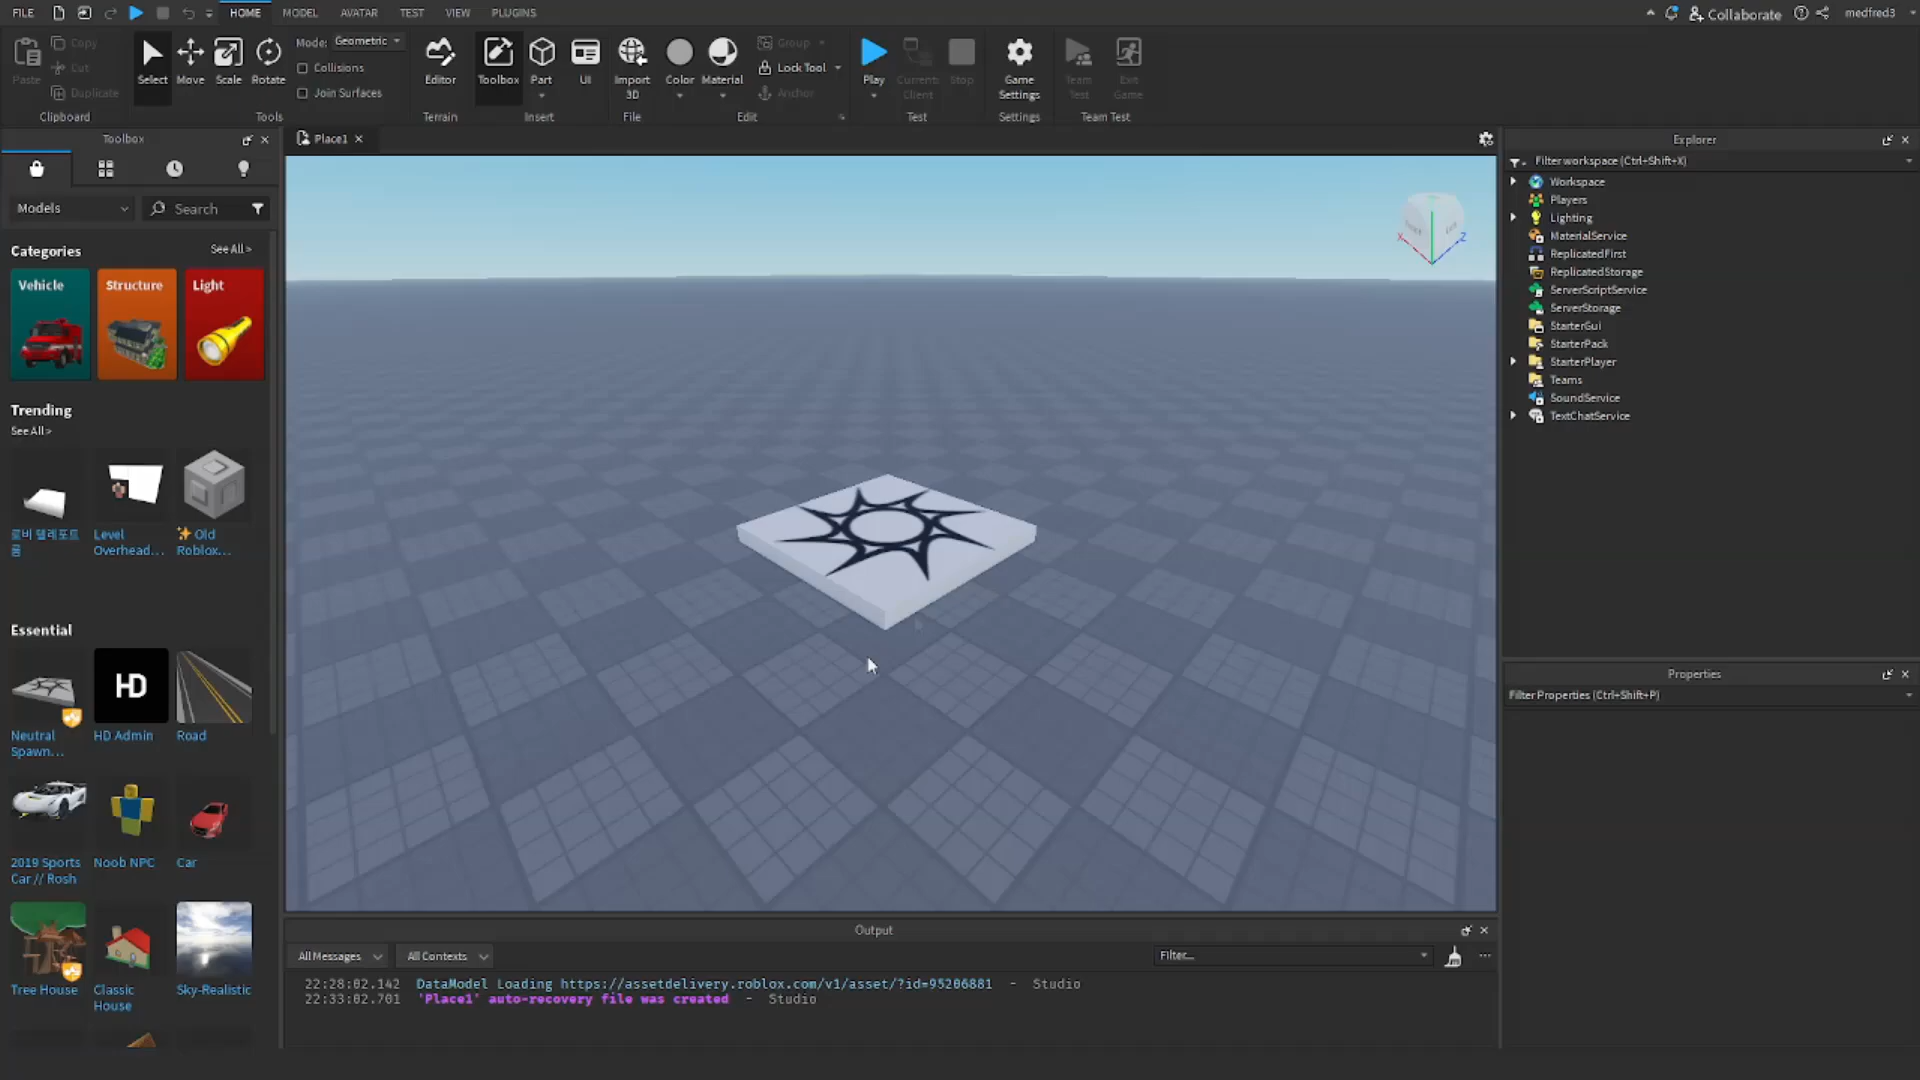 FILE HOME MODEL AVATAR TEST VIEW PLUGINS Collaborate medfred3
Paste Copy Cut Duplicate
Clipboard
Select Move Scale Rotate
Mode: Geometric
Collisions
Join Surfaces
Tools
Editor
Terrain
Toolbox Part UI
Insert
Import
3D
File
Color Material
Group
Lock Tool
Anchor
Edit
Play Current
Client Stop
Test
Game
Settings
Settings
Team
Test Exit
Game
Team Test
Toolbox
Models Search
Categories See All >
Vehicle Structure Light
Trending
See All >
로비 텔레포트
룸
Level
Overhead...
✨ Old
Roblox...
Essential
Neutral
Spawn...
HD
HD Admin
Road
2019 Sports
Car // Rosh
Noob NPC
Car
Tree House
Classic
House
Sky-Realistic
Place1
Output
All Messages All Contexts Filter...
22:28:02.142 DataModel Loading https://assetdelivery.roblox.com/v1/asset/?id=95206881 - Studio
22:33:02.701 'Place1' auto-recovery file was created - Studio
Explorer
Filter workspace (Ctrl+Shift+X)
Workspace
Players
Lighting
MaterialService
ReplicatedFirst
ReplicatedStorage
ServerScriptService
ServerStorage
StarterGui
StarterPack
StarterPlayer
Teams
SoundService
TextChatService
Properties
Filter Properties (Ctrl+Shift+P)
X
Z